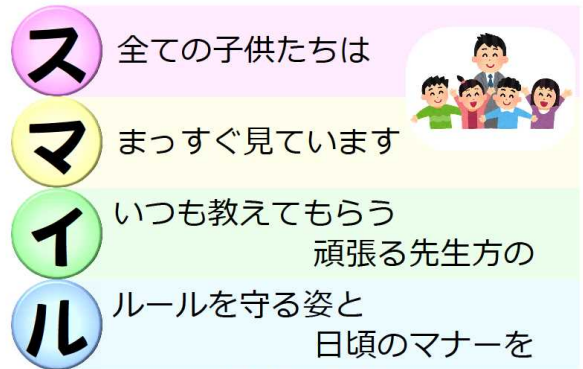 ス 全ての子供たちは
マ まっすぐ見ています
イ いつも教えてもらう
頑張る先生方の
ル ルールを守る姿と
日頃のマナーを